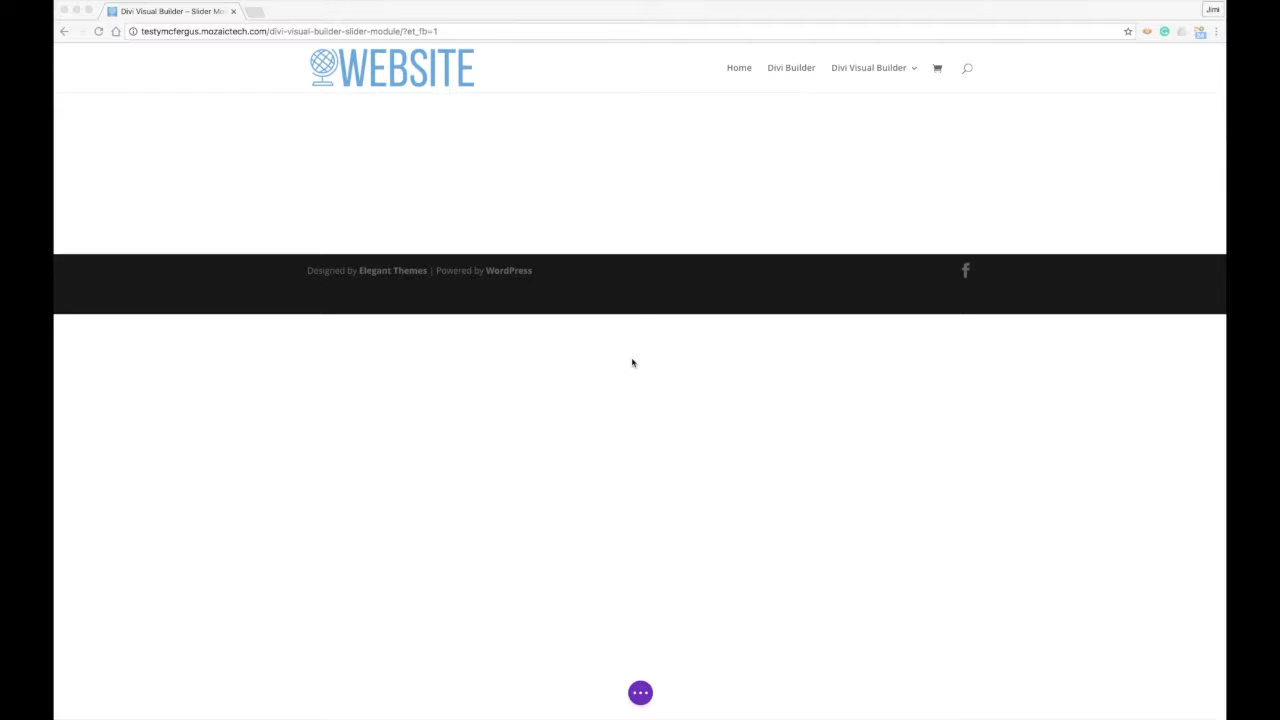 Divi Visual Builder – Slider Mo
Jimi
testymcfergus.mozaictech.com/divi-visual-builder-slider-module/?et_fb=1
WEBSITE
Home
Divi Builder
Divi Visual Builder
Designed by Elegant Themes | Powered by WordPress